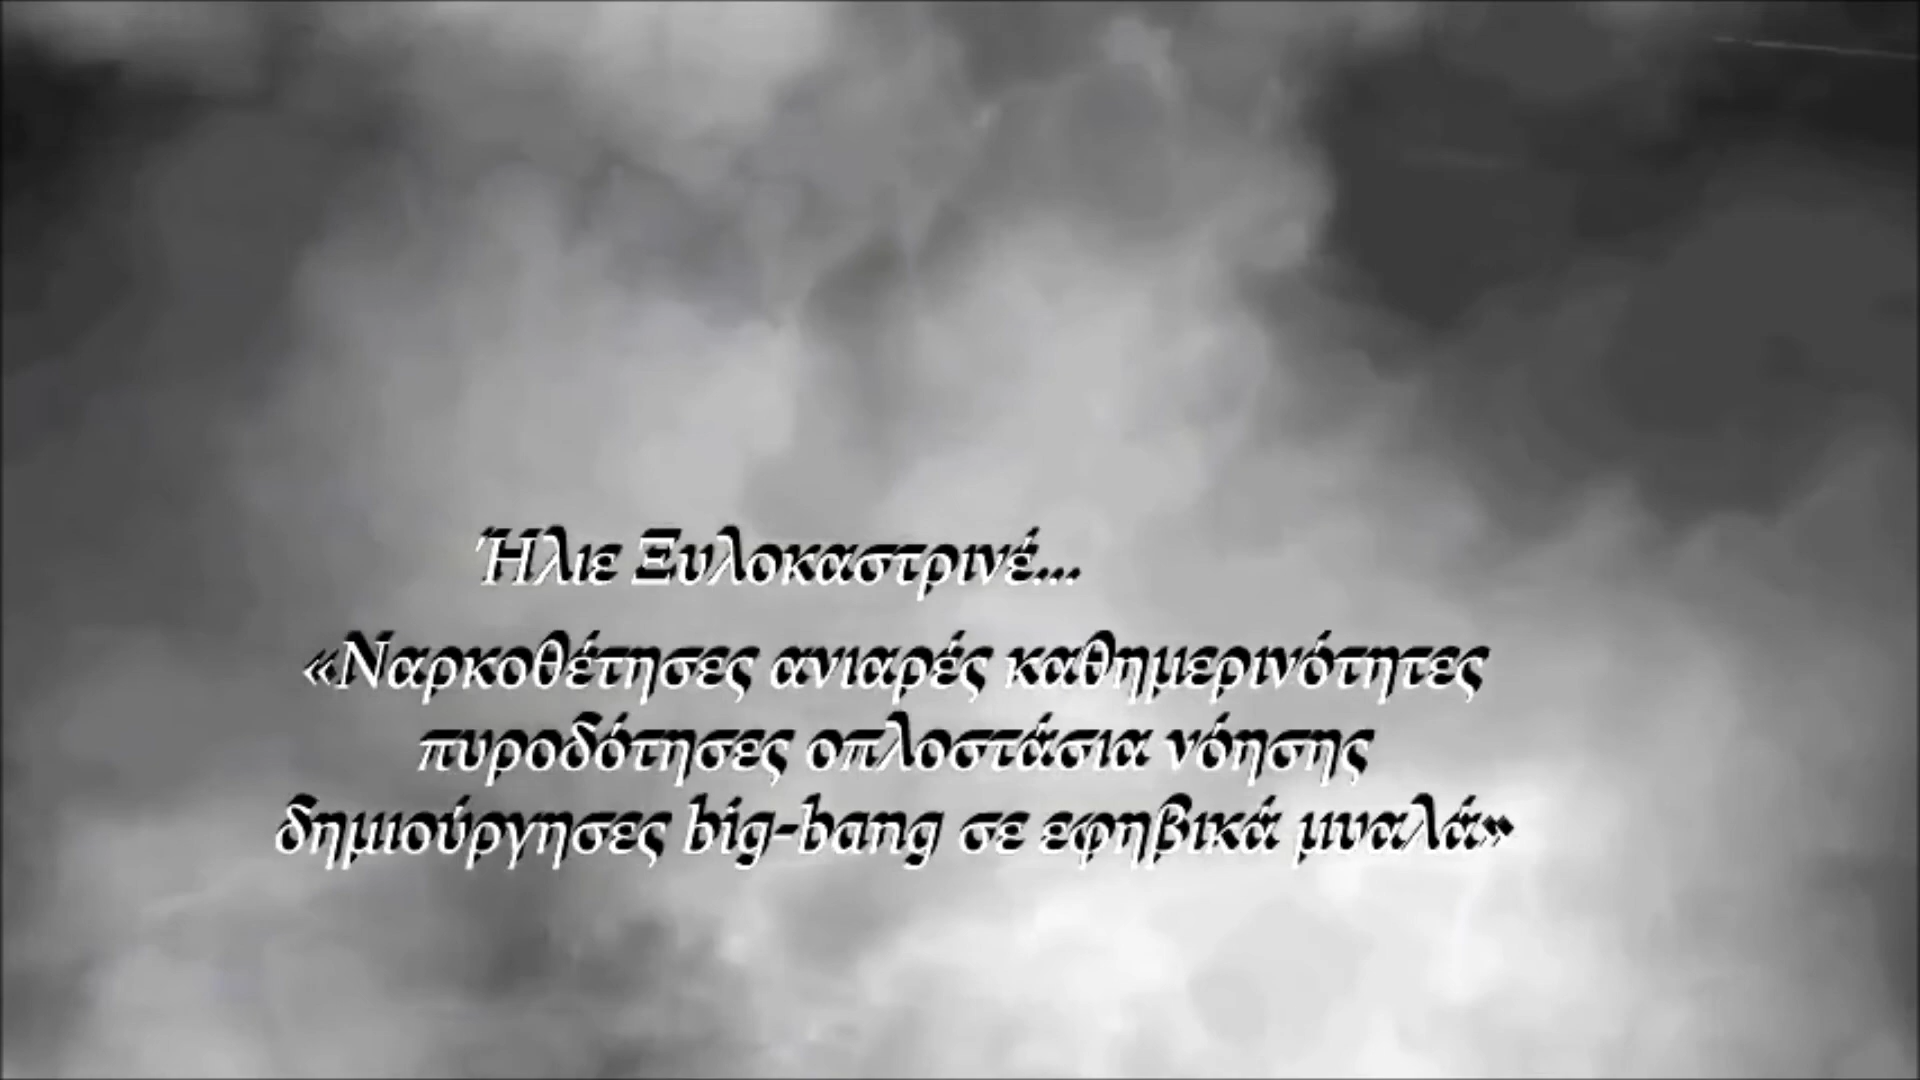 Ήλιε Ξυλοκαστρινέ...
«Ναρκοθέτησες ανιαρές καθημερινότητες
πυροδότησες οπλοστάσια νόησης
δημιούργησες big-bang σε εφηβικά μυαλά»